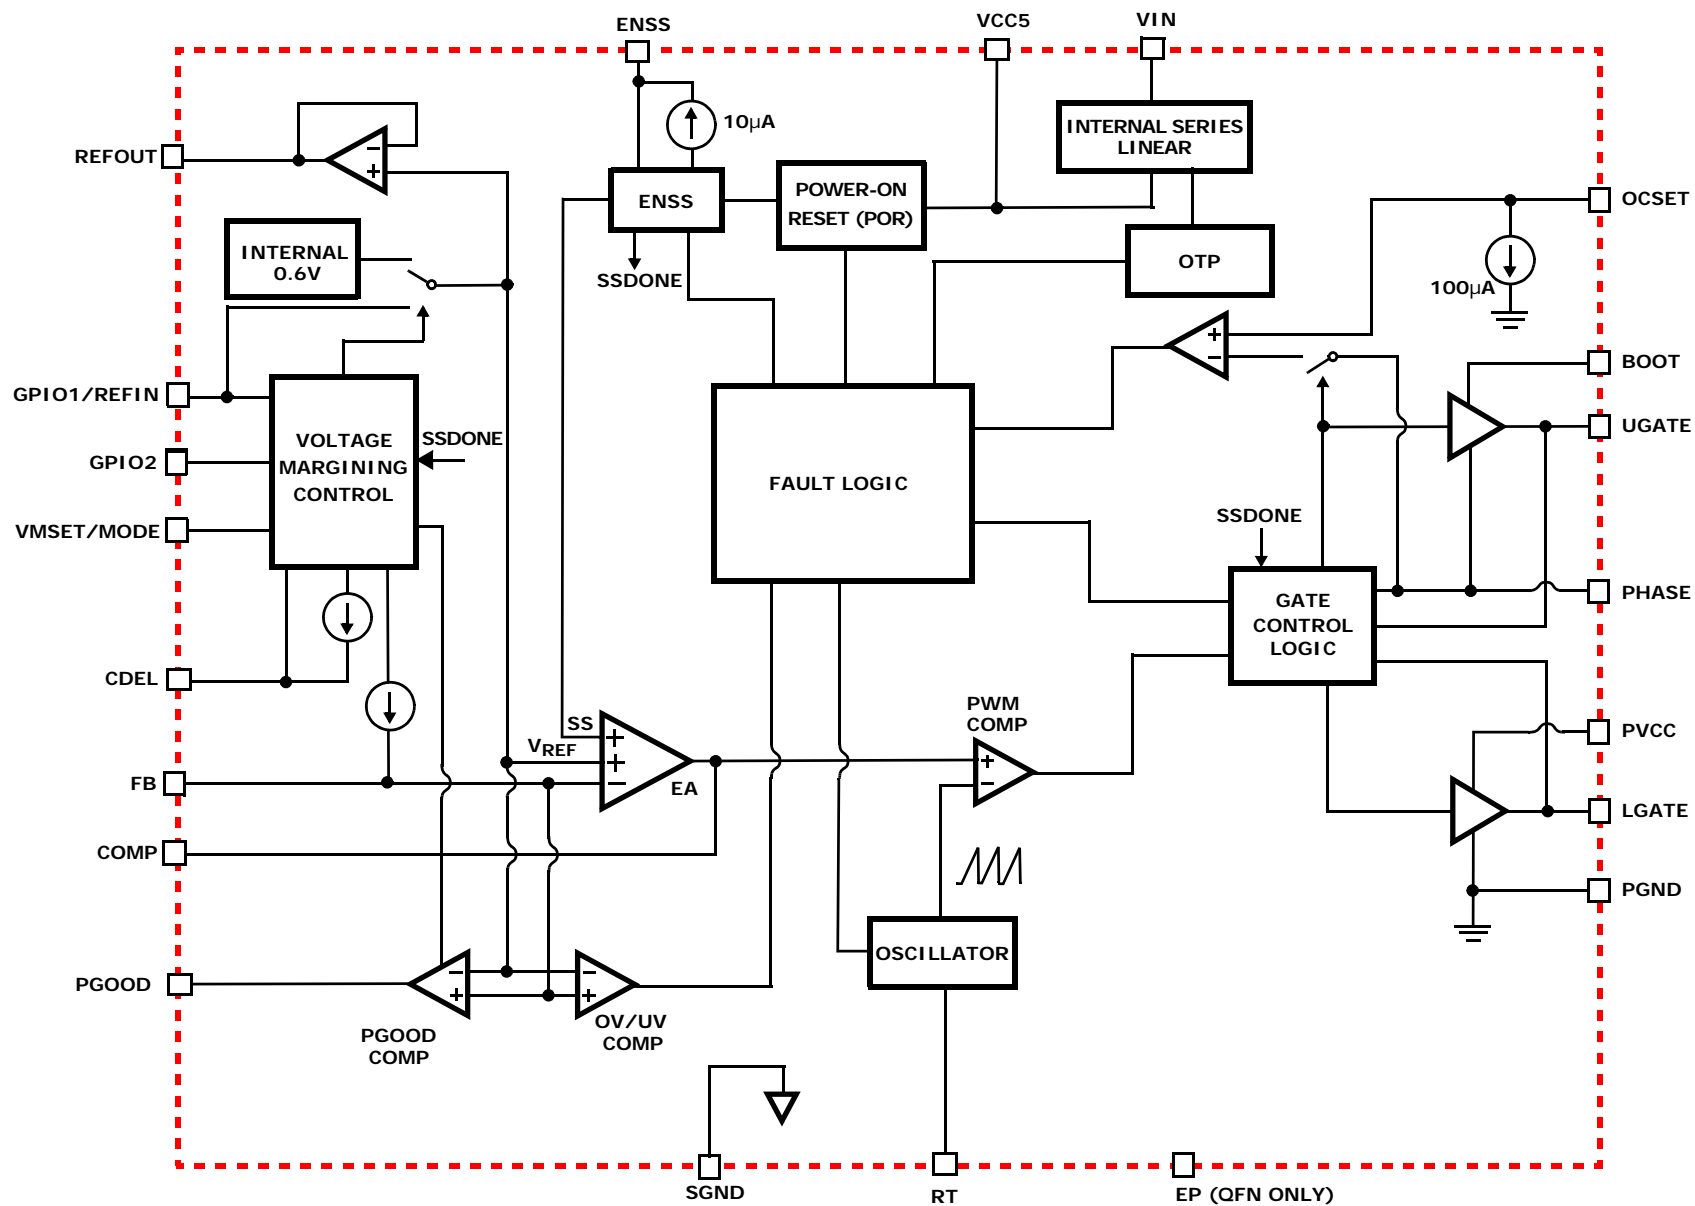 ENSS
VCC5
VIN
10µA
INTERNAL SERIES
LINEAR
REFOUT
−
+
POWER-ON
RESET (POR)
ENSS
OCSET
INTERNAL
0.6V
SSDONE
OTP
100µA
+
−
BOOT
GPIO1/REFIN
UGATE
VOLTAGE
MARGINING
CONTROL
SSDONE
GPIO2
FAULT LOGIC
VMSET/MODE
SSDONE
GATE
CONTROL
LOGIC
PHASE
CDEL
PWM
COMP
SS
VREF
+
+
−
EA
+
−
PVCC
FB
LGATE
COMP
PGND
OSCILLATOR
PGOOD
−
+
−
+
PGOOD
COMP
OV/UV
COMP
SGND
RT
EP (QFN ONLY)